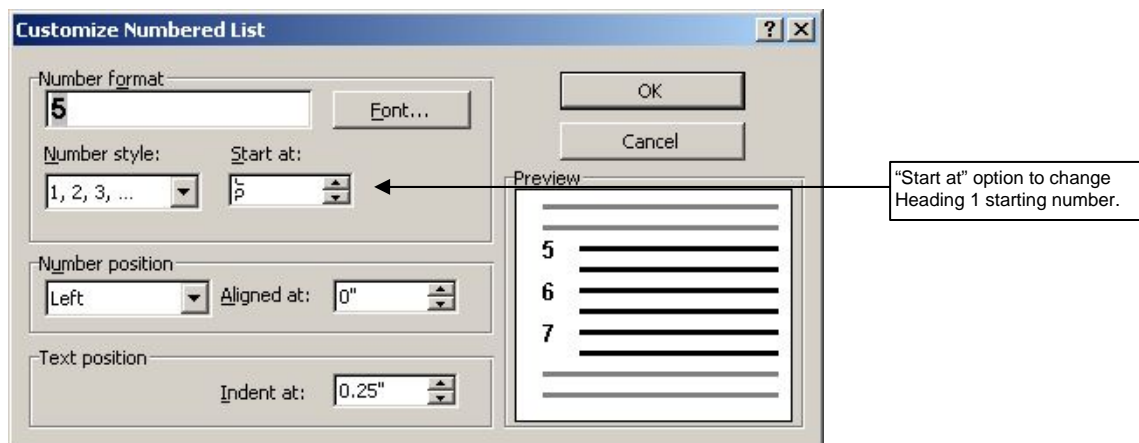 Customize Numbered List
Number format
5
Font...
Number style:
Start at:
1, 2, 3, ...
OK
Cancel
Preview
5
6
7
Number position
Left
Aligned at:
0"
Text position
Indent at:
0.25"
“Start at” option to change
Heading 1 starting number.